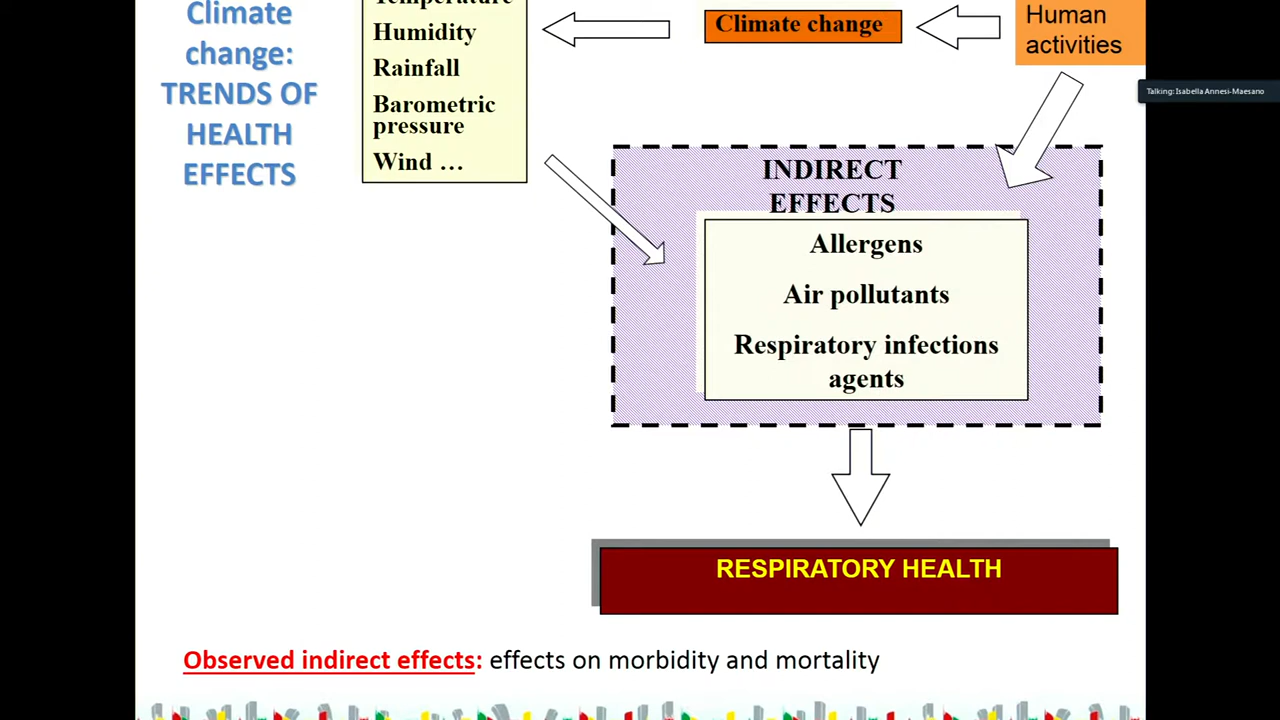 Climate
change:
TRENDS OF
HEALTH
EFFECTS
Temperature
Humidity
Rainfall
Barometric
pressure
Wind …
Climate change
Human
activities
Talking: Isabella Annesi-Maesano
INDIRECT
EFFECTS
Allergens
Air pollutants
Respiratory infections
agents
RESPIRATORY HEALTH
Observed indirect effects: effects on morbidity and mortality